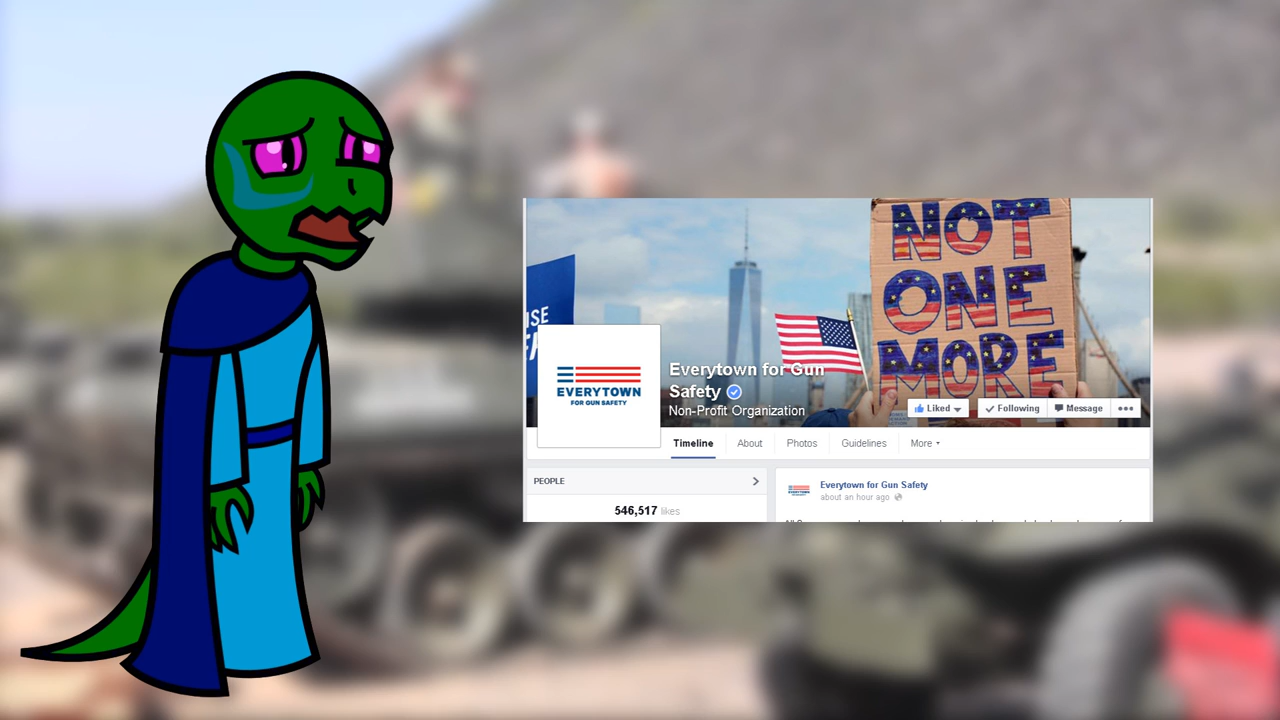 NOT
ONE
MORE
ISE
EVERYTOWN
FOR GUN SAFETY
Everytown for Gun
Safety
Non-Profit Organization
Liked
Following
Message
Timeline
About
Photos
Guidelines
More
PEOPLE
546,517 likes
Everytown for Gun Safety
about an hour ago